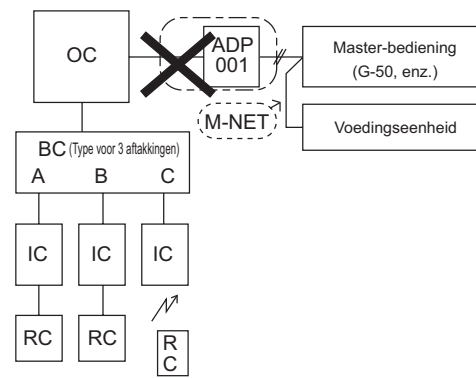 OC
ADP
001
Master-bediening
(G-50, enz.)
M-NET
Voedingseenheid
BC (Type voor 3 aftakkingen)
A B C
IC IC IC
RC RC
R
C